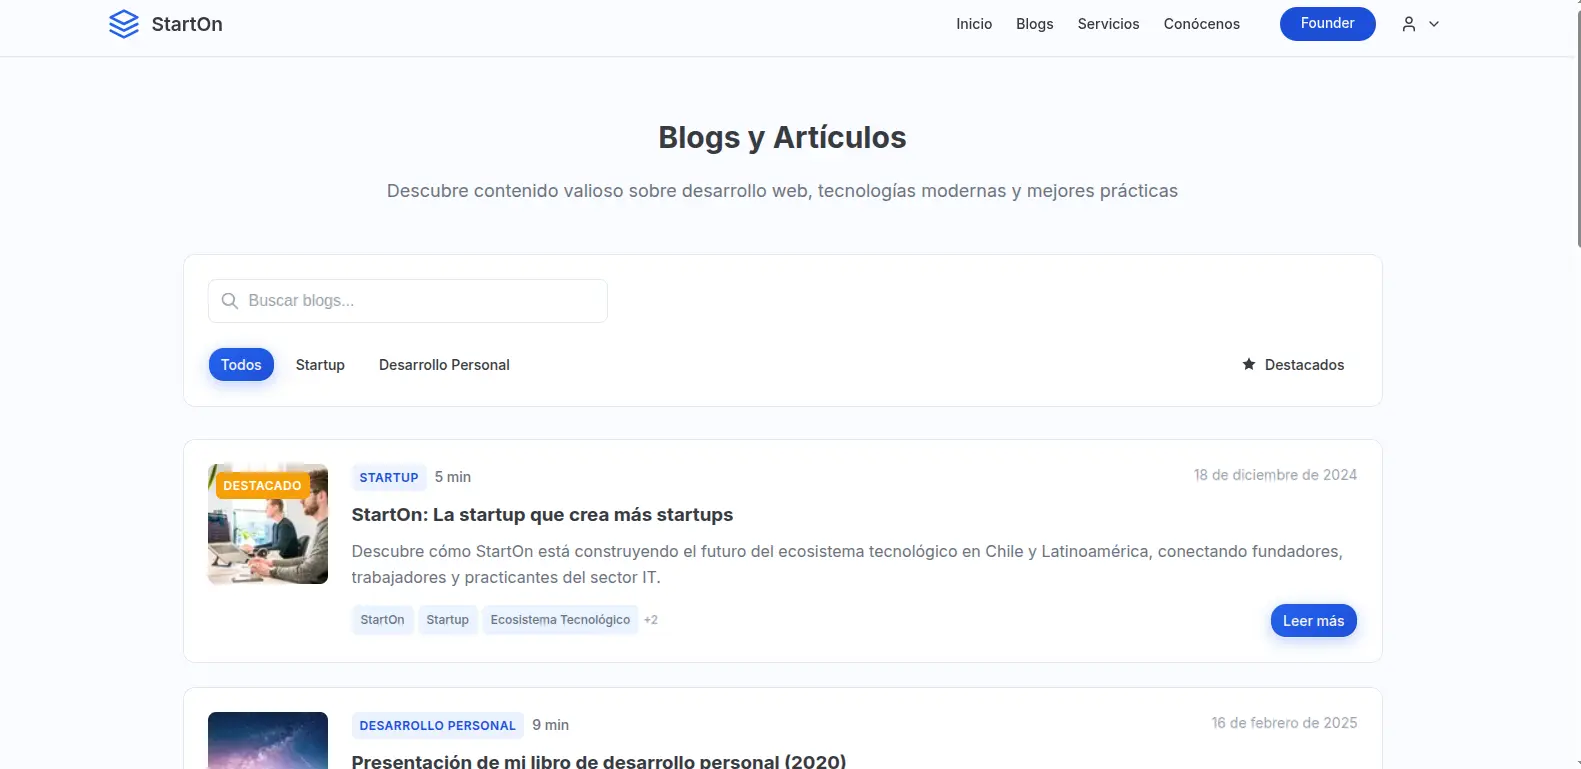 StartOn
Inicio
Blogs
Servicios
Conócenos
Founder
Blogs y Artículos
Descubre contenido valioso sobre desarrollo web, tecnologías modernas y mejores prácticas
Buscar blogs...
Todos
Startup
Desarrollo Personal
Destacados
DESTACADO
STARTUP
5 min
18 de diciembre de 2024
StartOn: La startup que crea más startups
Descubre cómo StartOn está construyendo el futuro del ecosistema tecnológico en Chile y Latinoamérica, conectando fundadores,
trabajadores y practicantes del sector IT.
StartOn
Startup
Ecosistema Tecnológico
+2
Leer más
DESARROLLO PERSONAL
9 min
16 de febrero de 2025
Presentación de mi libro de desarrollo personal (2020)